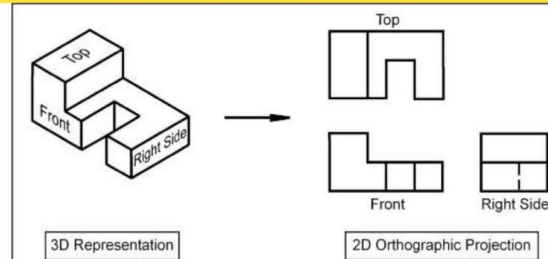 Top
Top
Front
Right Side
Front
Right Side
3D Representation
2D Orthographic Projection